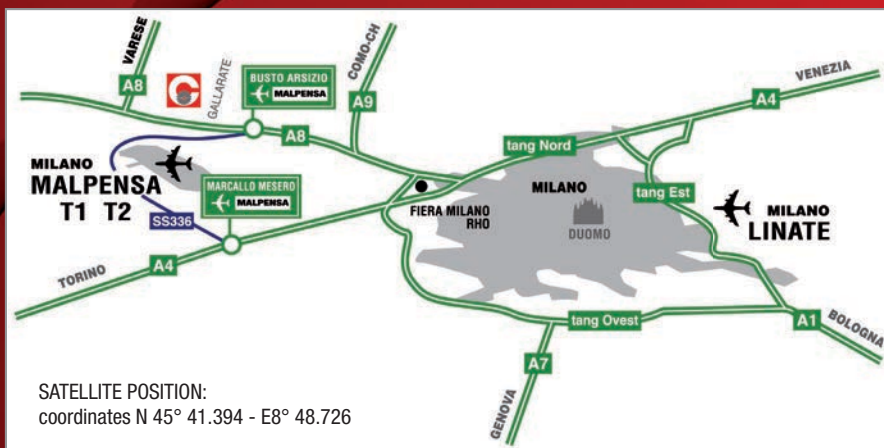 VARESE
A8
GALLARATE
BUSTO ARSIZIO
MALPENSA
COMO-CH
A9
VENEZIA
A4
A8
tang Nord
MILANO
MALPENSA
T1 T2
MARCALLO MESERO
MALPENSA
SS336
FIERA MILANO
RHO
MILANO
DUOMO
tang Est
MILANO
LINATE
TORINO
A4
tang Ovest
A1
BOLOGNA
A7
GENOVA
SATELLITE POSITION:
coordinates N 45° 41.394 - E8° 48.726